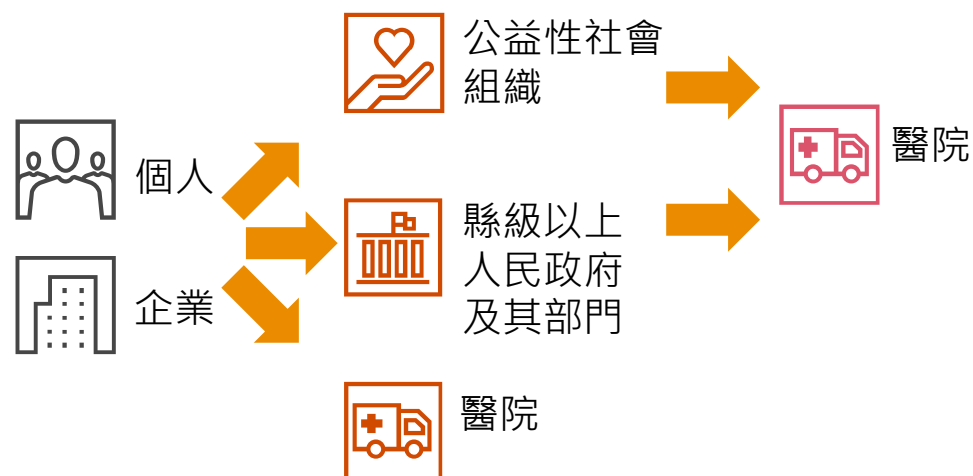 個人
企業
公益性社會
組織
縣級以上
人民政府
及其部門
醫院
醫院